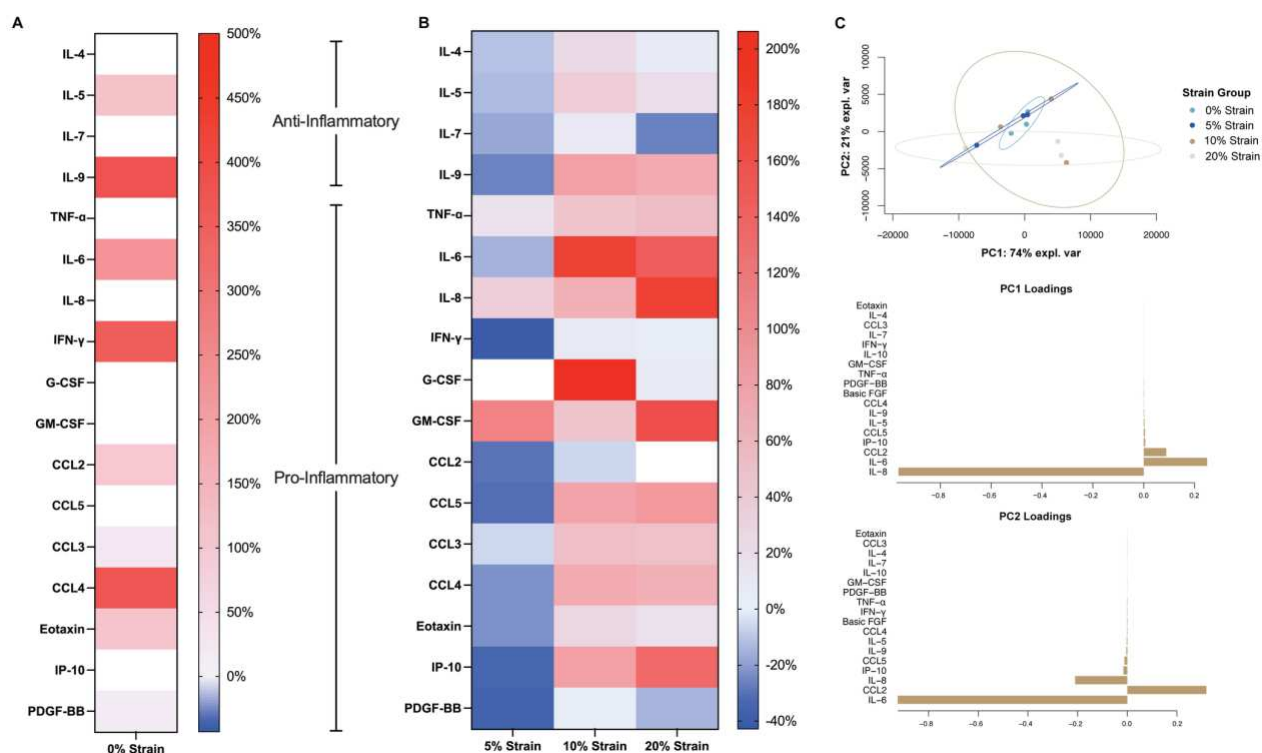 A
IL-4
IL-5
IL-7
IL-9
TNF-α
IL-6
IL-8
IFN-γ
G-CSF
GM-CSF
CCL2
CCL5
CCL3
CCL4
Eotaxin
IP-10
PDGF-BB
0% Strain
500%
450%
400%
350%
300%
250%
200%
150%
100%
50%
0%
Anti-Inflammatory
Pro-Inflammatory
B
IL-4
IL-5
IL-7
IL-9
TNF-α
IL-6
IL-8
IFN-γ
G-CSF
GM-CSF
CCL2
CCL5
CCL3
CCL4
Eotaxin
IP-10
PDGF-BB
5% Strain 10% Strain 20% Strain
200%
180%
160%
140%
120%
100%
80%
60%
40%
20%
0%
-20%
-40%
C
PC2: 21% expl. var
10000
5000
0
−5000
−10000
−20000 −10000 0 10000 20000
PC1: 74% expl. var
Strain Group
0% Strain
5% Strain
10% Strain
20% Strain
PC1 Loadings
Eotaxin
IL−4
CCL3
IL−7
IFN−γ
IL−10
GM−CSF
TNF−α
PDGF−BB
Basic FGF
CCL4
IL−9
IL−5
CCL5
IP−10
CCL2
IL−6
IL−8
−0.8 −0.6 −0.4 −0.2 0.0 0.2
PC2 Loadings
Eotaxin
CCL3
IL−4
IL−7
IL−10
GM−CSF
PDGF−BB
TNF−α
IFN−γ
Basic FGF
CCL4
IL−5
IL−9
CCL5
IP−10
IL−8
CCL2
IL−6
−0.8 −0.6 −0.4 −0.2 0.0 0.2